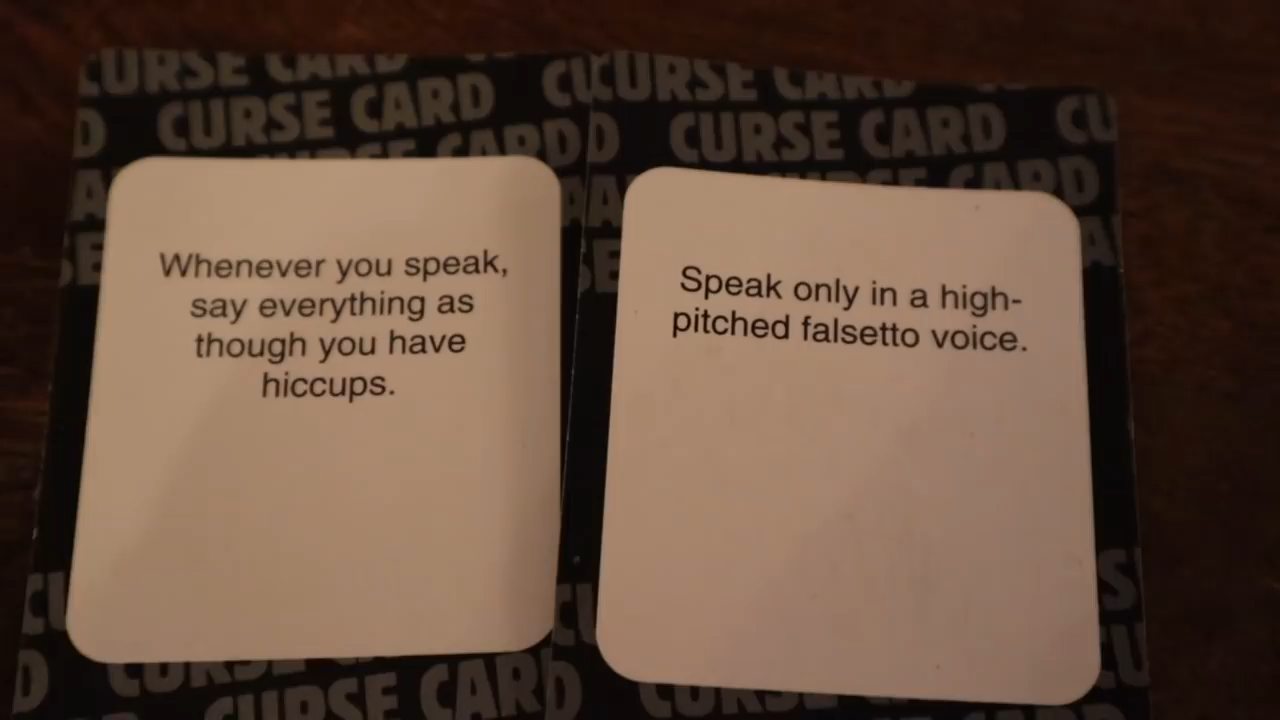 CURSE CARD
CURSE CARD
CURSE CARD
CURSE CARD
Whenever you speak,
say everything as
though you have
hiccups.
Speak only in a high-
pitched falsetto voice.
CURSE CARD